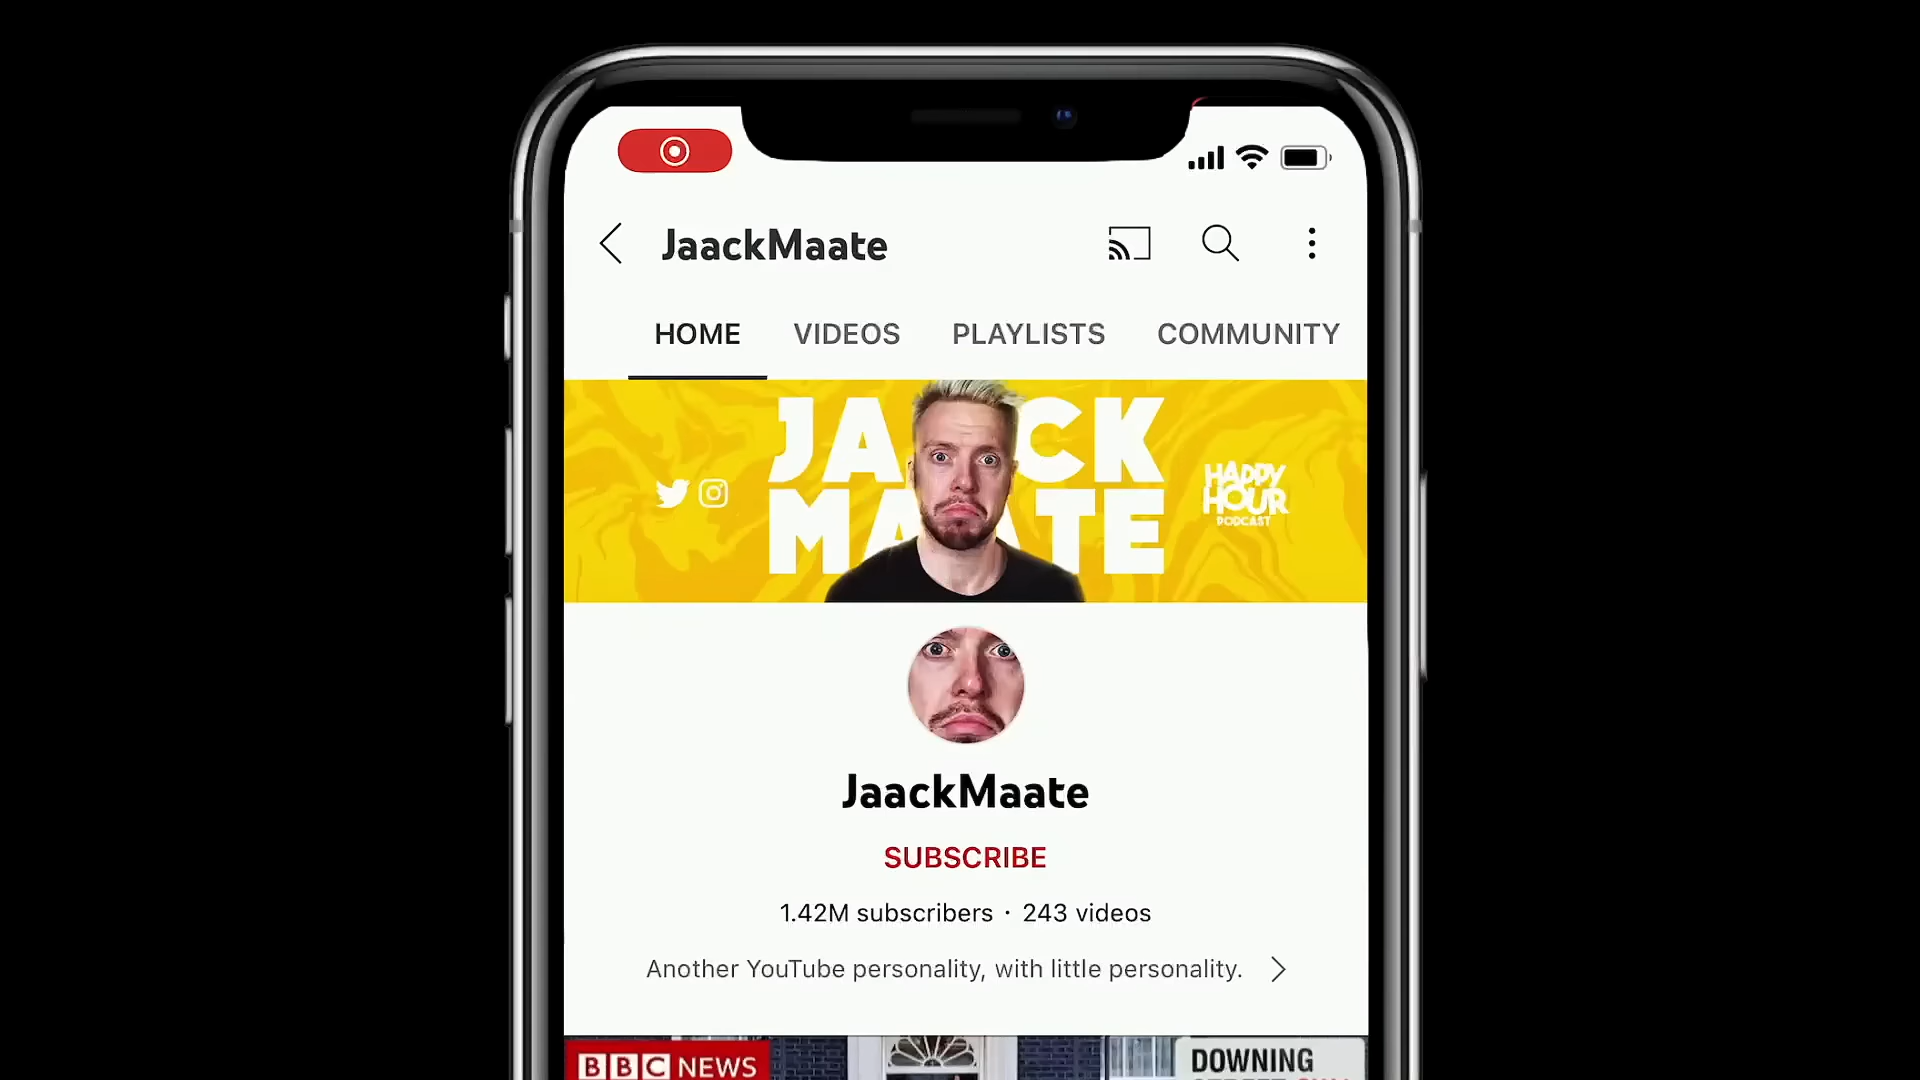 JaackMaate
HOME VIDEOS PLAYLISTS COMMUNITY
JAACK
MAATE
HAPPY
HOUR
PODCAST
JaackMaate
SUBSCRIBE
1.42M subscribers · 243 videos
Another YouTube personality, with little personality.
BBC NEWS
DOWNING